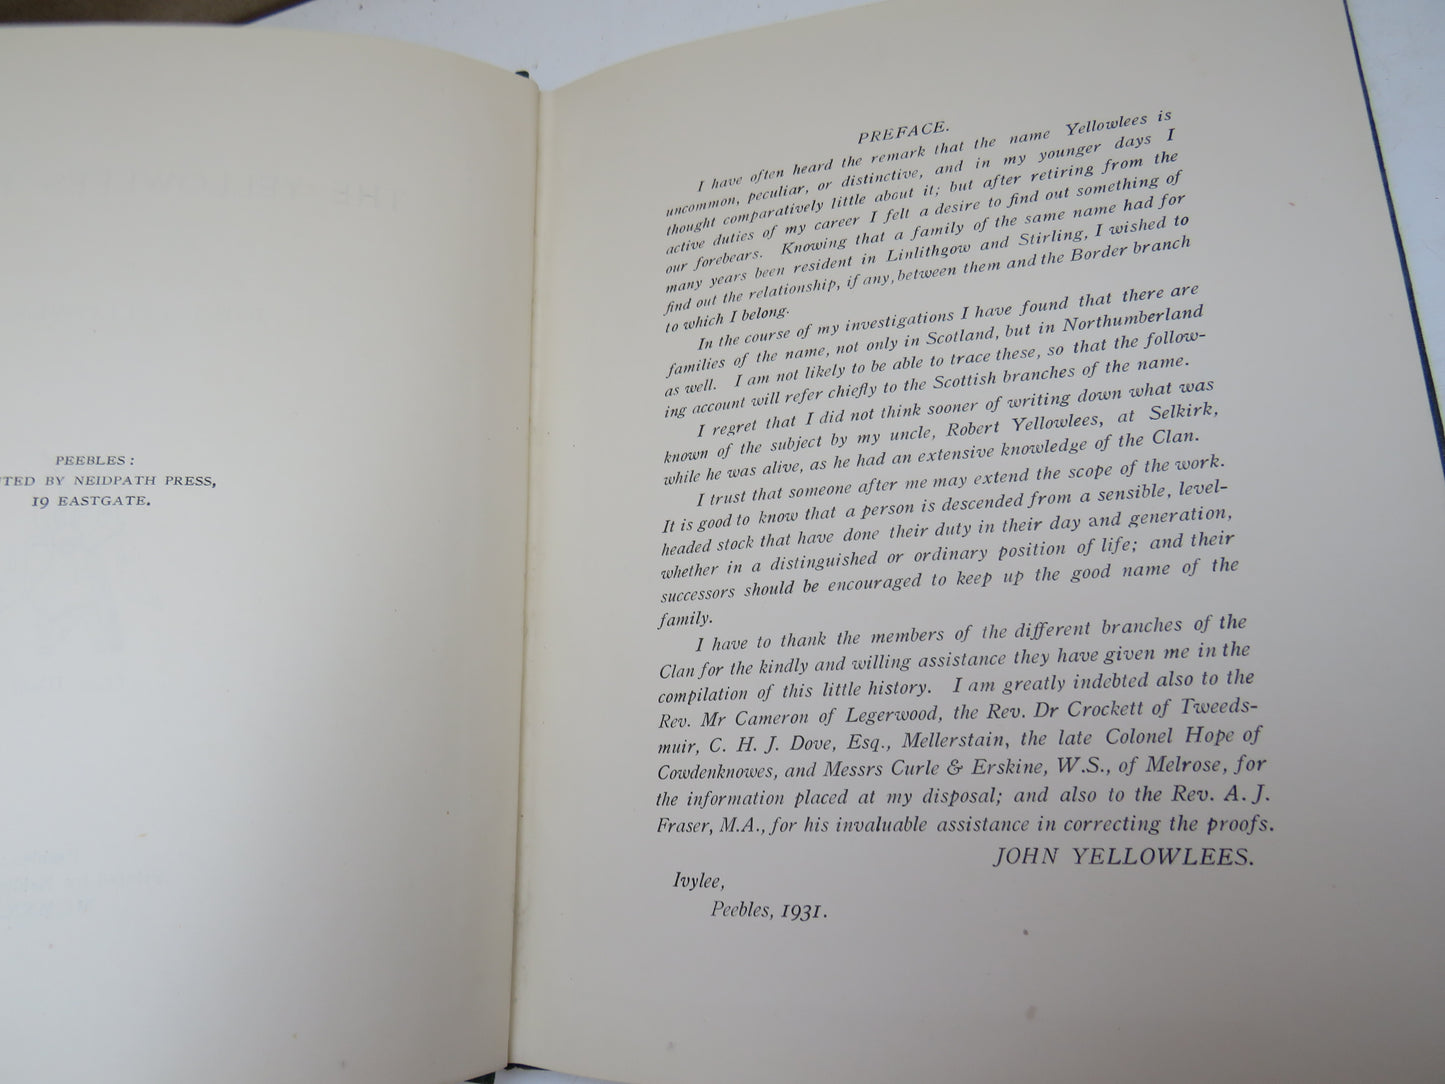 PEEBLES:
TED BY NEIDPATH PRESS,
19 EASTGATE.
PREFACE.
I have often heard the remark that the name Yellowlees is
uncommon, peculiar, or distinctive, and in my younger days I
thought comparatively little about it; but after retiring from the
active duties of my career I felt a desire to find out something of
our forebears. Knowing that a family of the same name had for
many years been resident in Linlithgow and Stirling, I wished to
find out the relationship, if any, between them and the Border branch
to which I belong.
In the course of my investigations I have found that there are
families of the name, not only in Scotland, but in Northumberland
as well. I am not likely to be able to trace these, so that the follow-
ing account will refer chiefly to the Scottish branches of the name.
I regret that I did not think sooner of writing down what was
known of the subject by my uncle, Robert Yellowlees, at Selkirk,
while he was alive, as he had an extensive knowledge of the Clan.
I trust that someone after me may extend the scope of the work.
It is good to know that a person is descended from a sensible, level-
headed stock that have done their duty in their day and generation,
whether in a distinguished or ordinary position of life; and their
successors should be encouraged to keep up the good name of the
family.
I have to thank the members of the different branches of the
Clan for the kindly and willing assistance they have given me in the
compilation of this little history. I am greatly indebted also to the
Rev. Mr Cameron of Legerwood, the Rev. Dr Crockett of Tweeds-
muir, C. H. J. Dove, Esq., Mellerstain, the late Colonel Hope of
Cowdenknowes, and Messrs Curle & Erskine, W.S., of Melrose, for
the information placed at my disposal; and also to the Rev. A. J.
Fraser, M.A., for his invaluable assistance in correcting the proofs.
JOHN YELLOWLEES.
Ivylee,
Peebles, 1931.